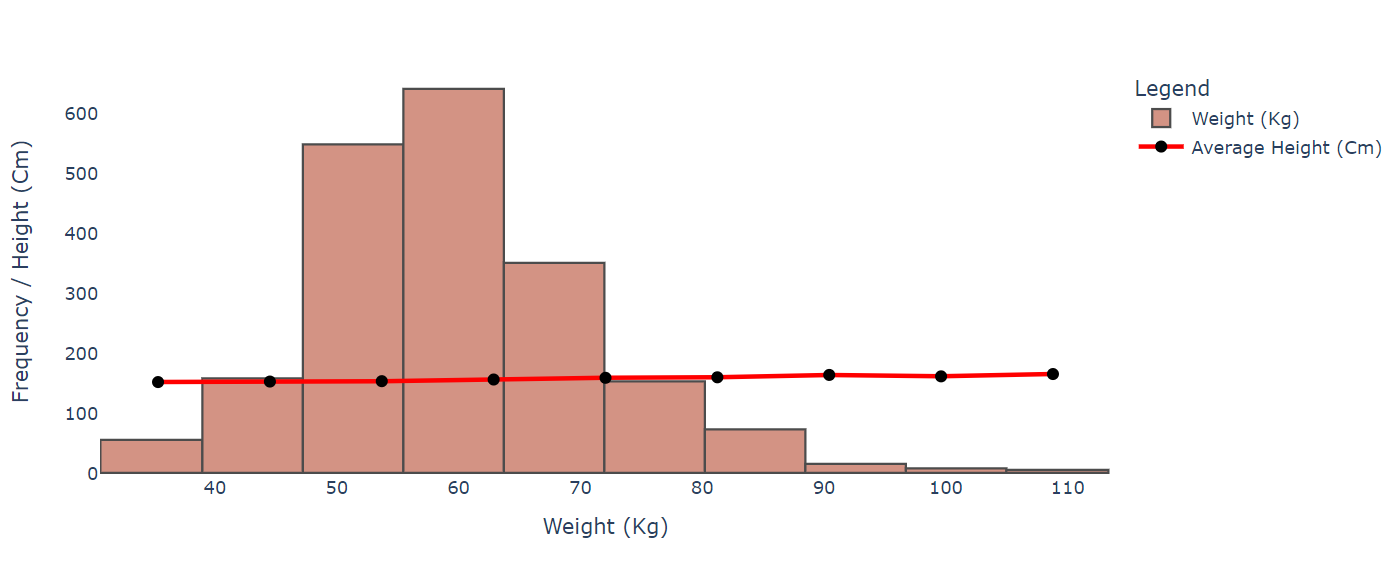 Legend
Weight (Kg)
Average Height (Cm)
Frequency / Height (Cm)
600
500
400
300
200
100
0
40 50 60 70 80 90 100 110
Weight (Kg)